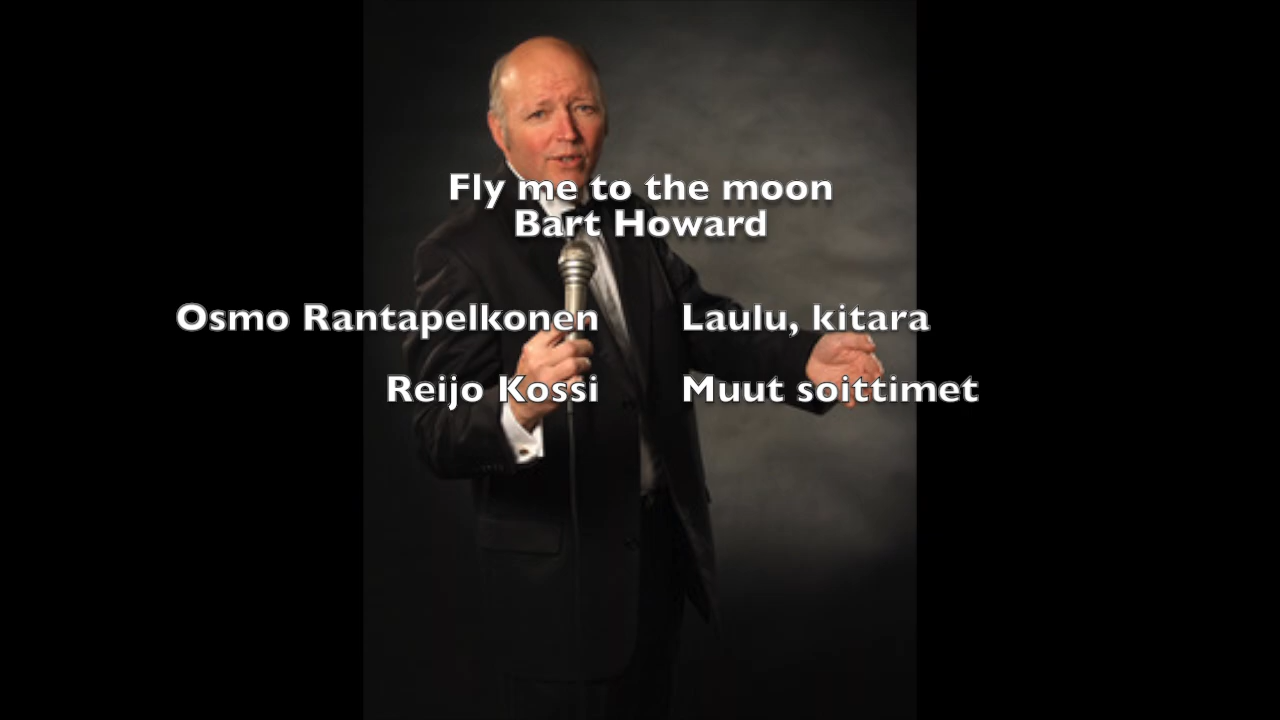 Fly me to the moon
Bart Howard
Osmo Rantapelkonen Laulu, kitara
Reijo Kossi Muut soittimet